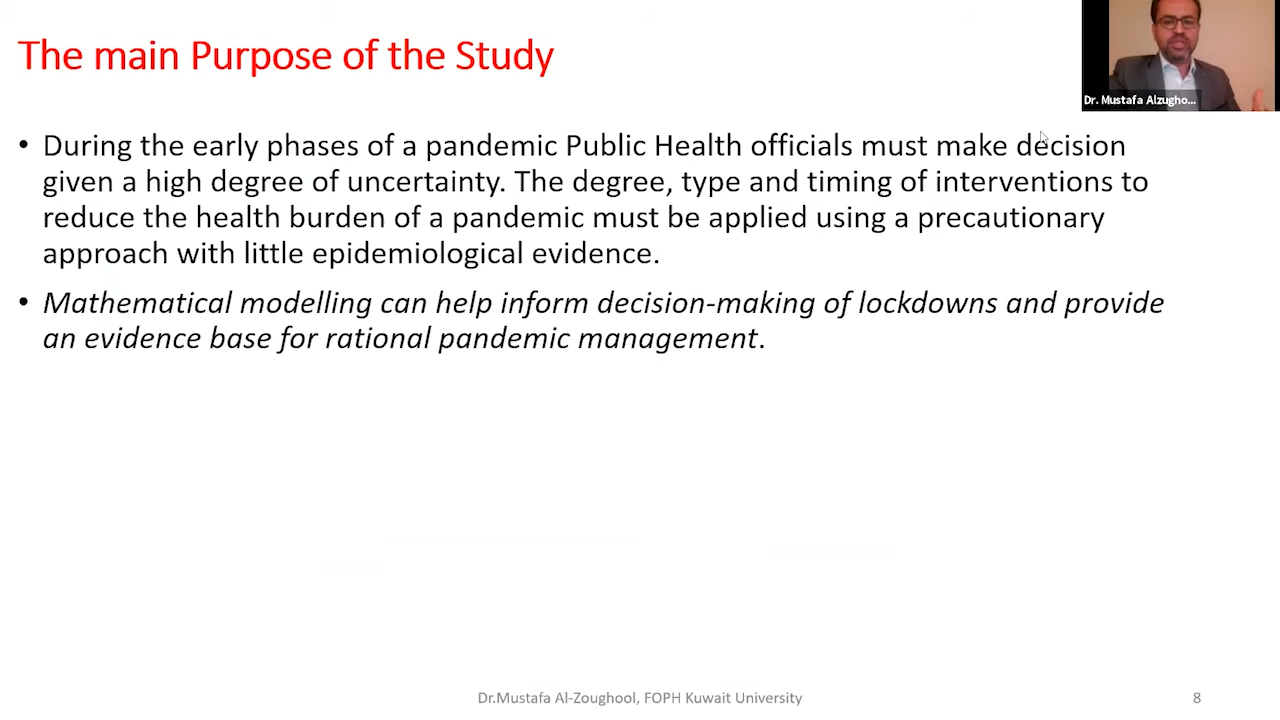 The main Purpose of the Study
Dr. Mustafa Alzugho...
• During the early phases of a pandemic Public Health officials must make decision
given a high degree of uncertainty. The degree, type and timing of interventions to
reduce the health burden of a pandemic must be applied using a precautionary
approach with little epidemiological evidence.
• Mathematical modelling can help inform decision-making of lockdowns and provide
an evidence base for rational pandemic management.
Dr.Mustafa Al-Zoughool, FOPH Kuwait University
8